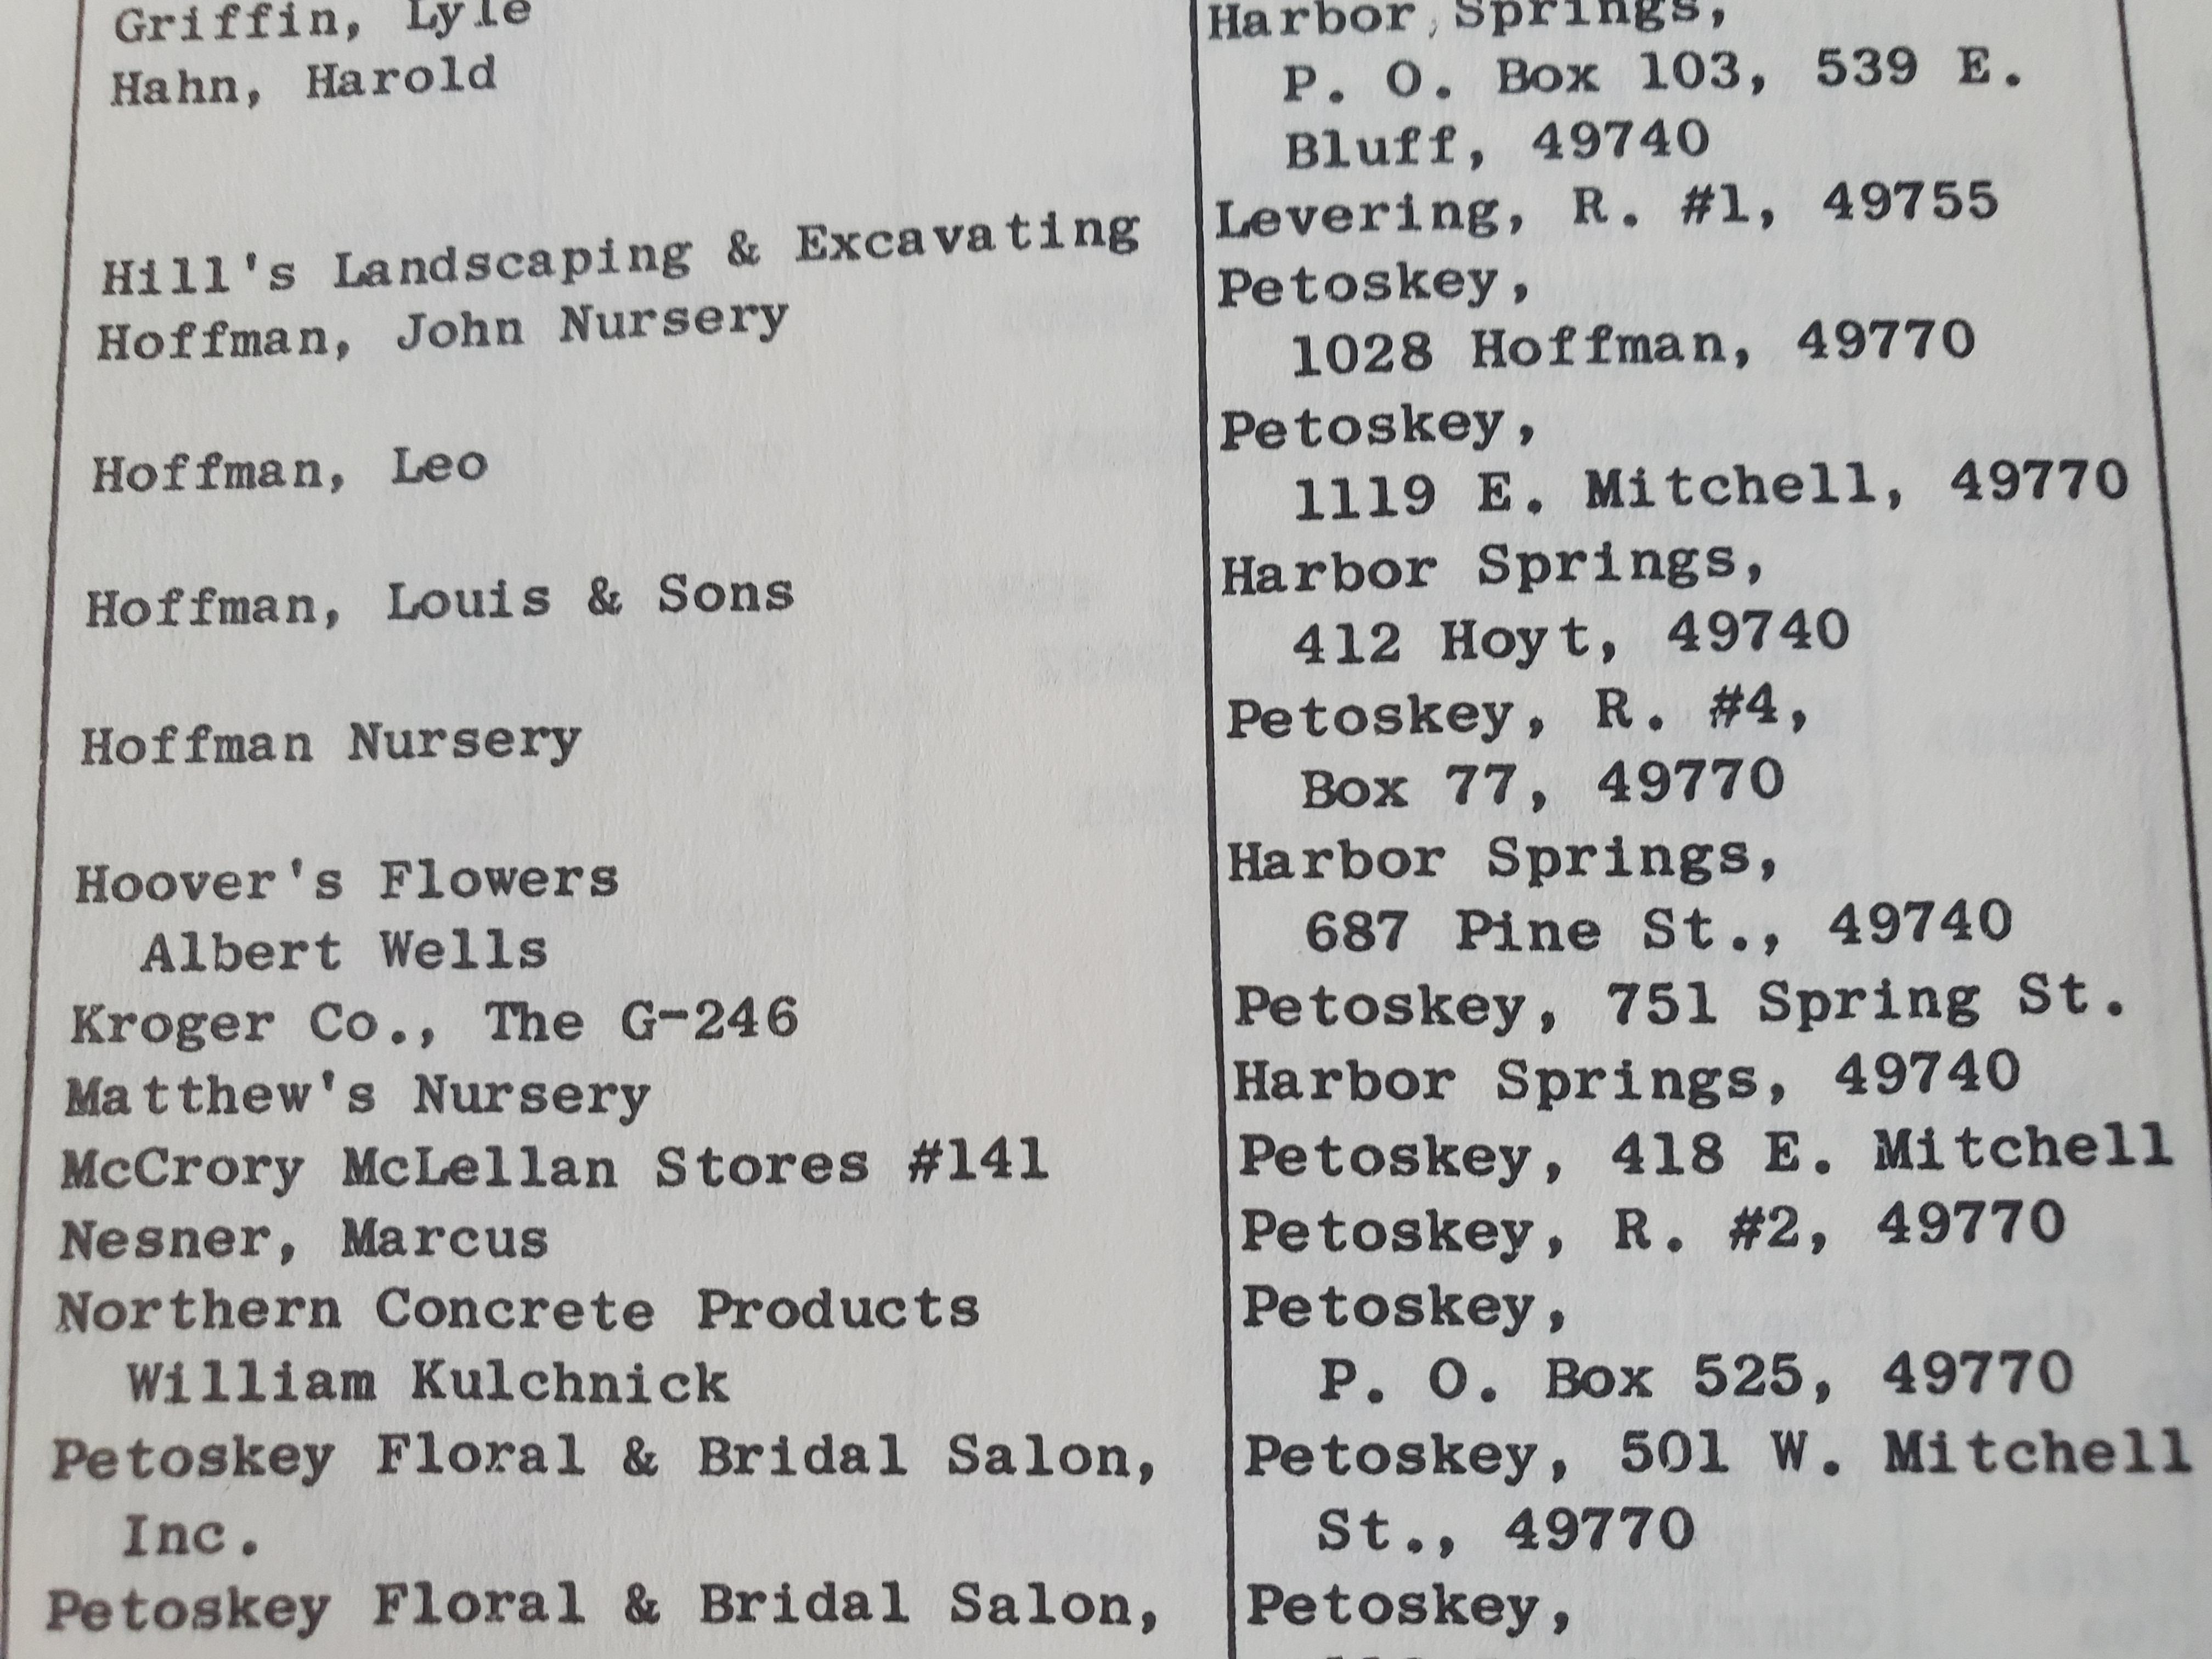 Griffin, Lyle
Hahn, Harold
Hill's Landscaping & Excavating
Hoffman, John Nursery
Hoffman, Leo
Hoffman, Louis & Sons
Hoffman Nursery
Hoover's Flowers
Albert Wells
Kroger Co., The G-246
Matthew's Nursery
McCrory McLellan Stores #141
Nesner, Marcus
Northern Concrete Products
William Kulchnick
Petoskey Floral & Bridal Salon,
Inc.
Petoskey Floral & Bridal Salon,
Harbor Springs,
P. O. Box 103, 539 E.
Bluff, 49740
Levering, R. #1, 49755
Petoskey,
1028 Hoffman, 49770
Petoskey,
1119 E. Mitchell, 49770
Harbor Springs,
412 Hoyt, 49740
Petoskey, R. #4,
Box 77, 49770
Harbor Springs,
687 Pine St., 49740
Petoskey, 751 Spring St.
Harbor Springs, 49740
Petoskey, 418 E. Mitchell
Petoskey, R. #2, 49770
Petoskey,
P. O. Box 525, 49770
Petoskey, 501 W. Mitchell
St., 49770
Petoskey,